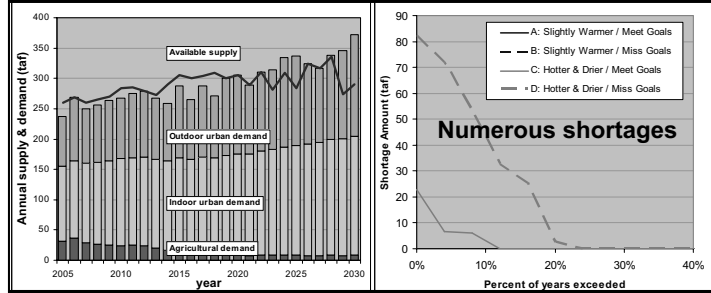 400
350
300
250
200
150
100
50
0
Annual supply & demand (taf)
Available supply
Outdoor urban demand
Indoor urban demand
Agricultural demand
2005 2010 2015 2020 2025 2030
year
90
80
70
60
50
40
30
20
10
0
Shortage Amount (taf)
A: Slightly Warmer / Meet Goals
B: Slightly Warmer / Miss Goals
C: Hotter & Drier / Meet Goals
D: Hotter & Drier / Miss Goals
Numerous shortages
0% 10% 20% 30% 40%
Percent of years exceeded